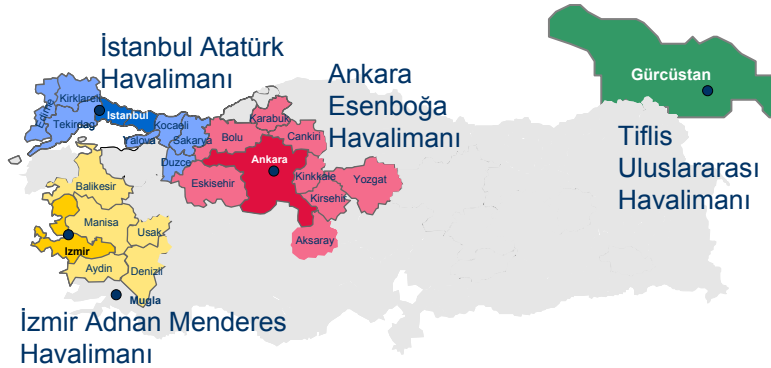 İstanbul Atatürk
Havalimanı
Ankara
Esenboğa
Havalimanı
Gürcüstan
Tiflis
Uluslararası
Havalimanı
Kirklareli
Edirne
Tekirdag
Istanbul
Kocaeli
Yalova
Sakarya
Duzce
Bolu
Karabuk
Cankiri
Ankara
Eskisehir
Kinkkale
Kirsehir
Yozgat
Aksaray
Balikesir
Manisa
Usak
Izmir
Aydin
Denizli
Mugla
İzmir Adnan Menderes
Havalimanı